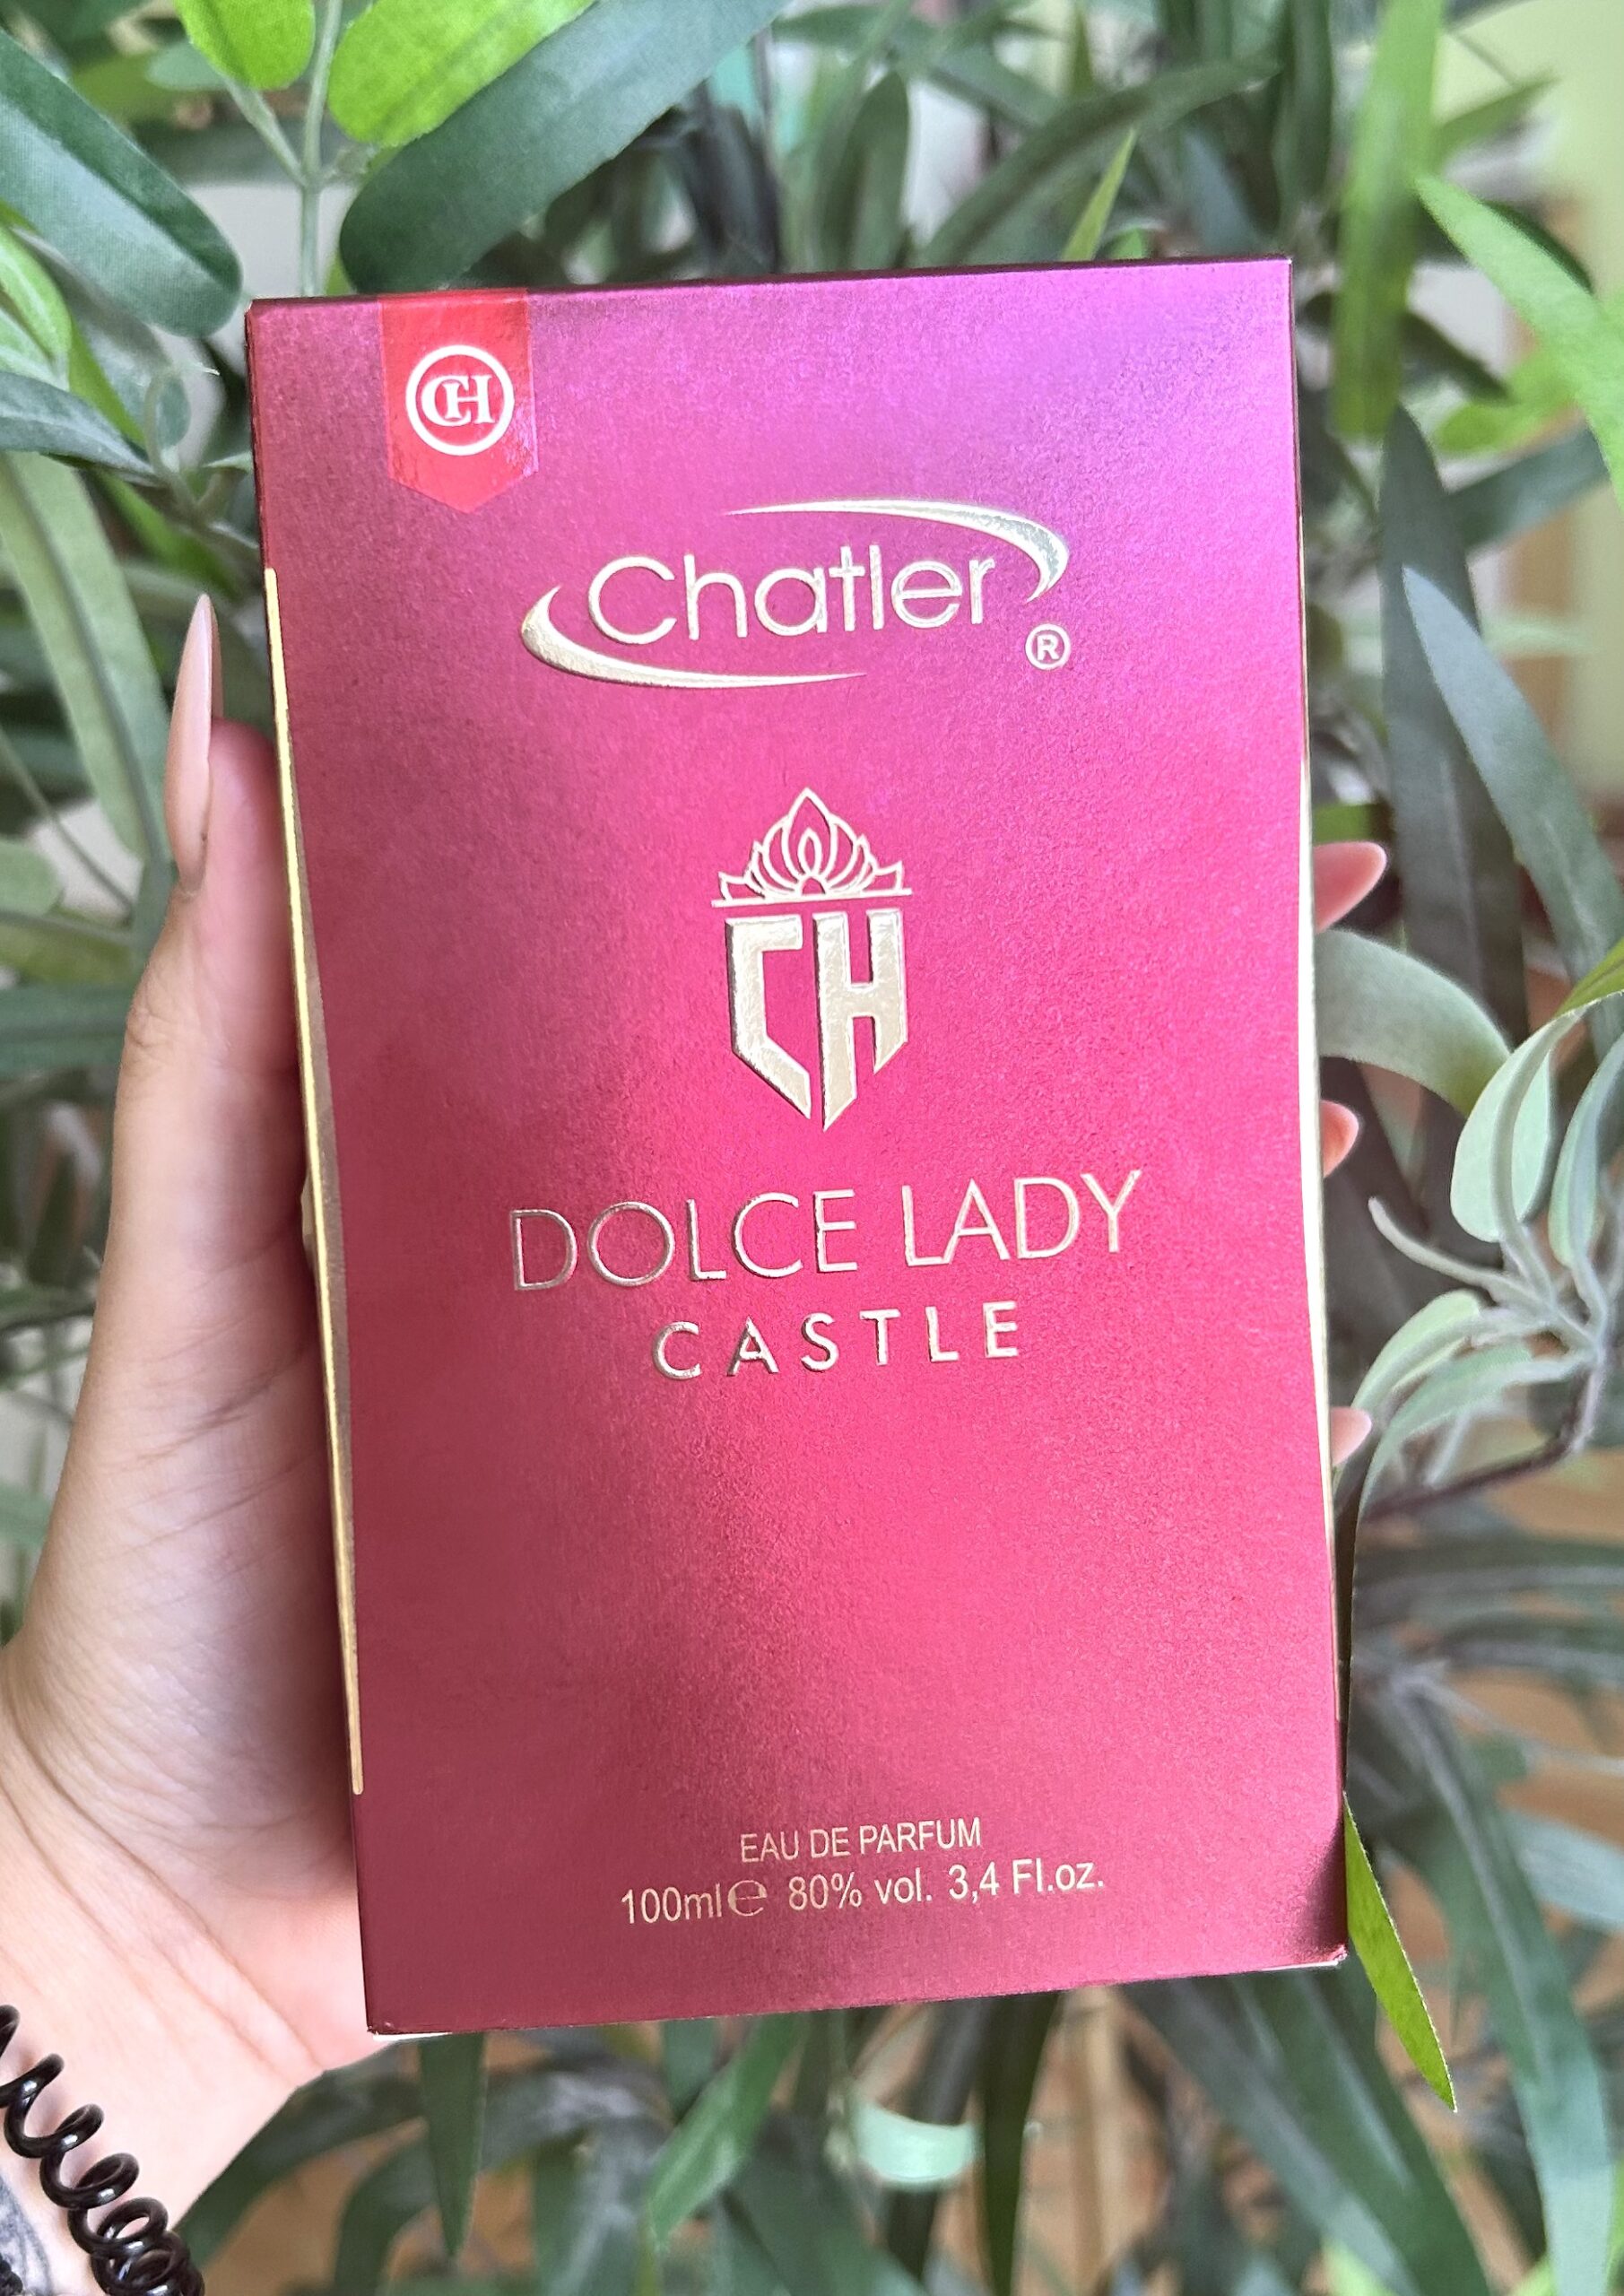 CH
Chatler
®
CH
DOLCE LADY
CASTLE
EAU DE PARFUM
100ml℮ 80% vol. 3,4 Fl.oz.